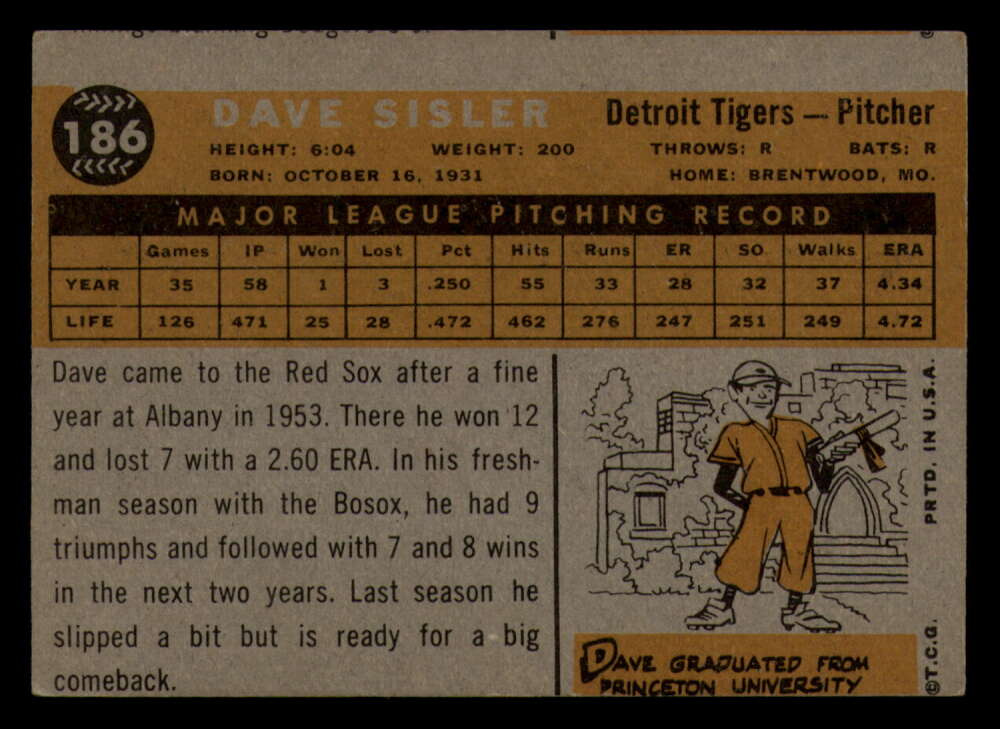 186
DAVE SISLER
Detroit Tigers — Pitcher
HEIGHT: 6:04 WEIGHT: 200 THROWS: R BATS: R
BORN: OCTOBER 16, 1931 HOME: BRENTWOOD, MO.
MAJOR LEAGUE PITCHING RECORD
Games IP Won Lost Pct Hits Runs ER SO Walks ERA
YEAR 35 58 1 3 .250 55 33 28 32 37 4.34
LIFE 126 471 25 28 .472 462 276 247 251 249 4.72
Dave came to the Red Sox after a fine
year at Albany in 1953. There he won 12
and lost 7 with a 2.60 ERA. In his fresh-
man season with the Bosox, he had 9
triumphs and followed with 7 and 8 wins
in the next two years. Last season he
slipped a bit but is ready for a big
comeback.
DAVE GRADUATED FROM
PRINCETON UNIVERSITY
©T.C.G. PRTD. IN U.S.A.